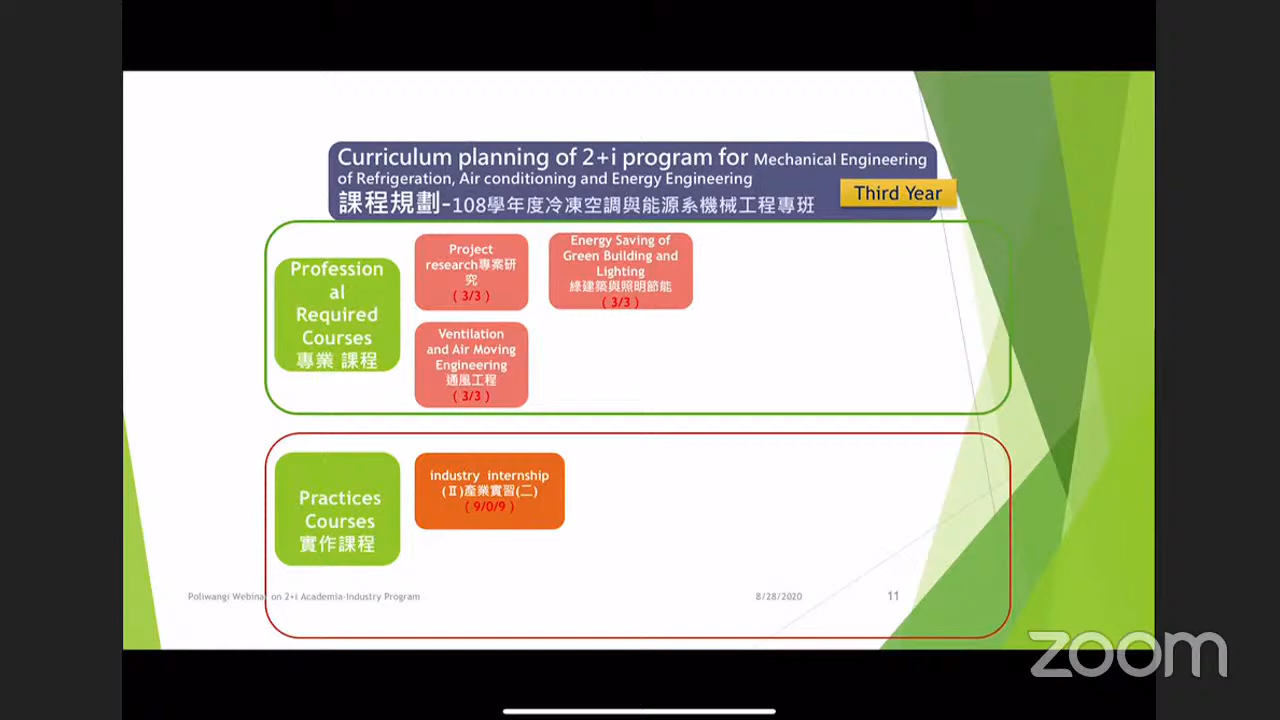 Curriculum planning of 2+i program for Mechanical Engineering
of Refrigeration, Air conditioning and Energy Engineering
課程規劃-108學年度冷凍空調與能源系機械工程專班
Third Year
Profession
al
Required
Courses
專業 課程
Project
research專案研
究
( 3/3 )
Energy Saving of
Green Building and
Lighting
綠建築與照明節能
( 3/3 )
Ventilation
and Air Moving
Engineering
通風工程
( 3/3 )
Practices
Courses
實作課程
industry internship
(Ⅱ)產業實習(二)
( 9/0/9 )
Poliwangi Webinar on 2+i Academia-Industry Program
8/28/2020
11
zoom